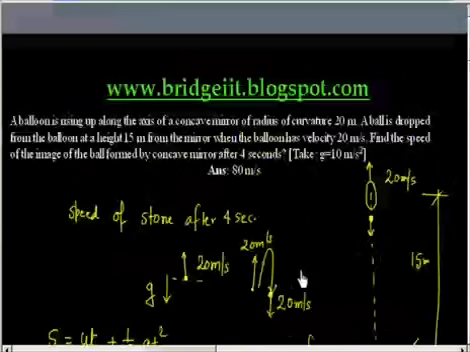 www.bridgeiit.blogspot.com
A balloon is rising up along the axis of a concave mirror of radius of curvature 20 m. A ball is dropped
from the balloon at a height 15 m from the mirror when the balloon has velocity 20 m/s. Find the speed
of the image of the ball formed by concave mirror after 4 seconds? [Take : g=10 m/s²]
Ans: 80 m/s
20m/s
Speed of stone after 4 sec.
20m/s
20m/s
15m
g
20m/s
S = ut + 1/2 at²